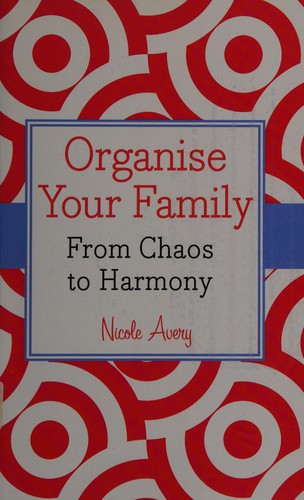 Organise
Your Family
From Chaos
to Harmony
Nicole Avery